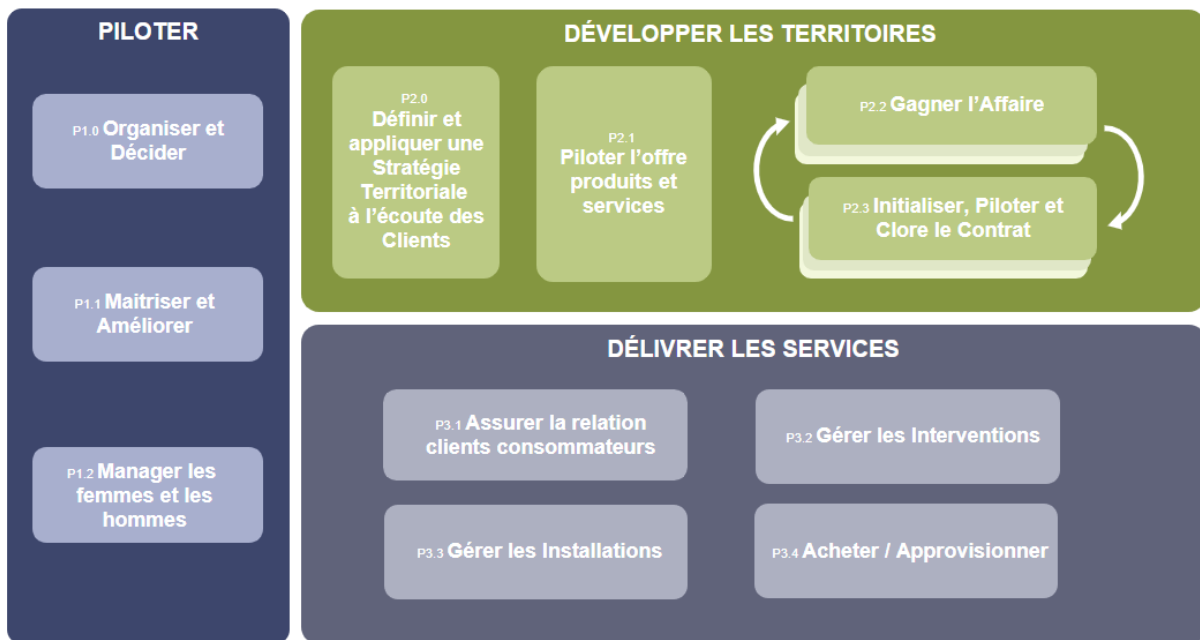 PILOTER
P1.0 Organiser et
Décider
P1.1 Maitriser et
Améliorer
P1.2 Manager les
femmes et les
hommes
DÉVELOPPER LES TERRITOIRES
P2.0
Définir et
appliquer une
Stratégie
Territoriale
à l’écoute des
Clients
P2.1
Piloter l’offre
produits et
services
P2.2 Gagner l’Affaire
P2.3 Initialiser, Piloter et
Clore le Contrat
DÉLIVRER LES SERVICES
P3.1 Assurer la relation
clients consommateurs
P3.2 Gérer les Interventions
P3.3 Gérer les Installations
P3.4 Acheter / Approvisionner